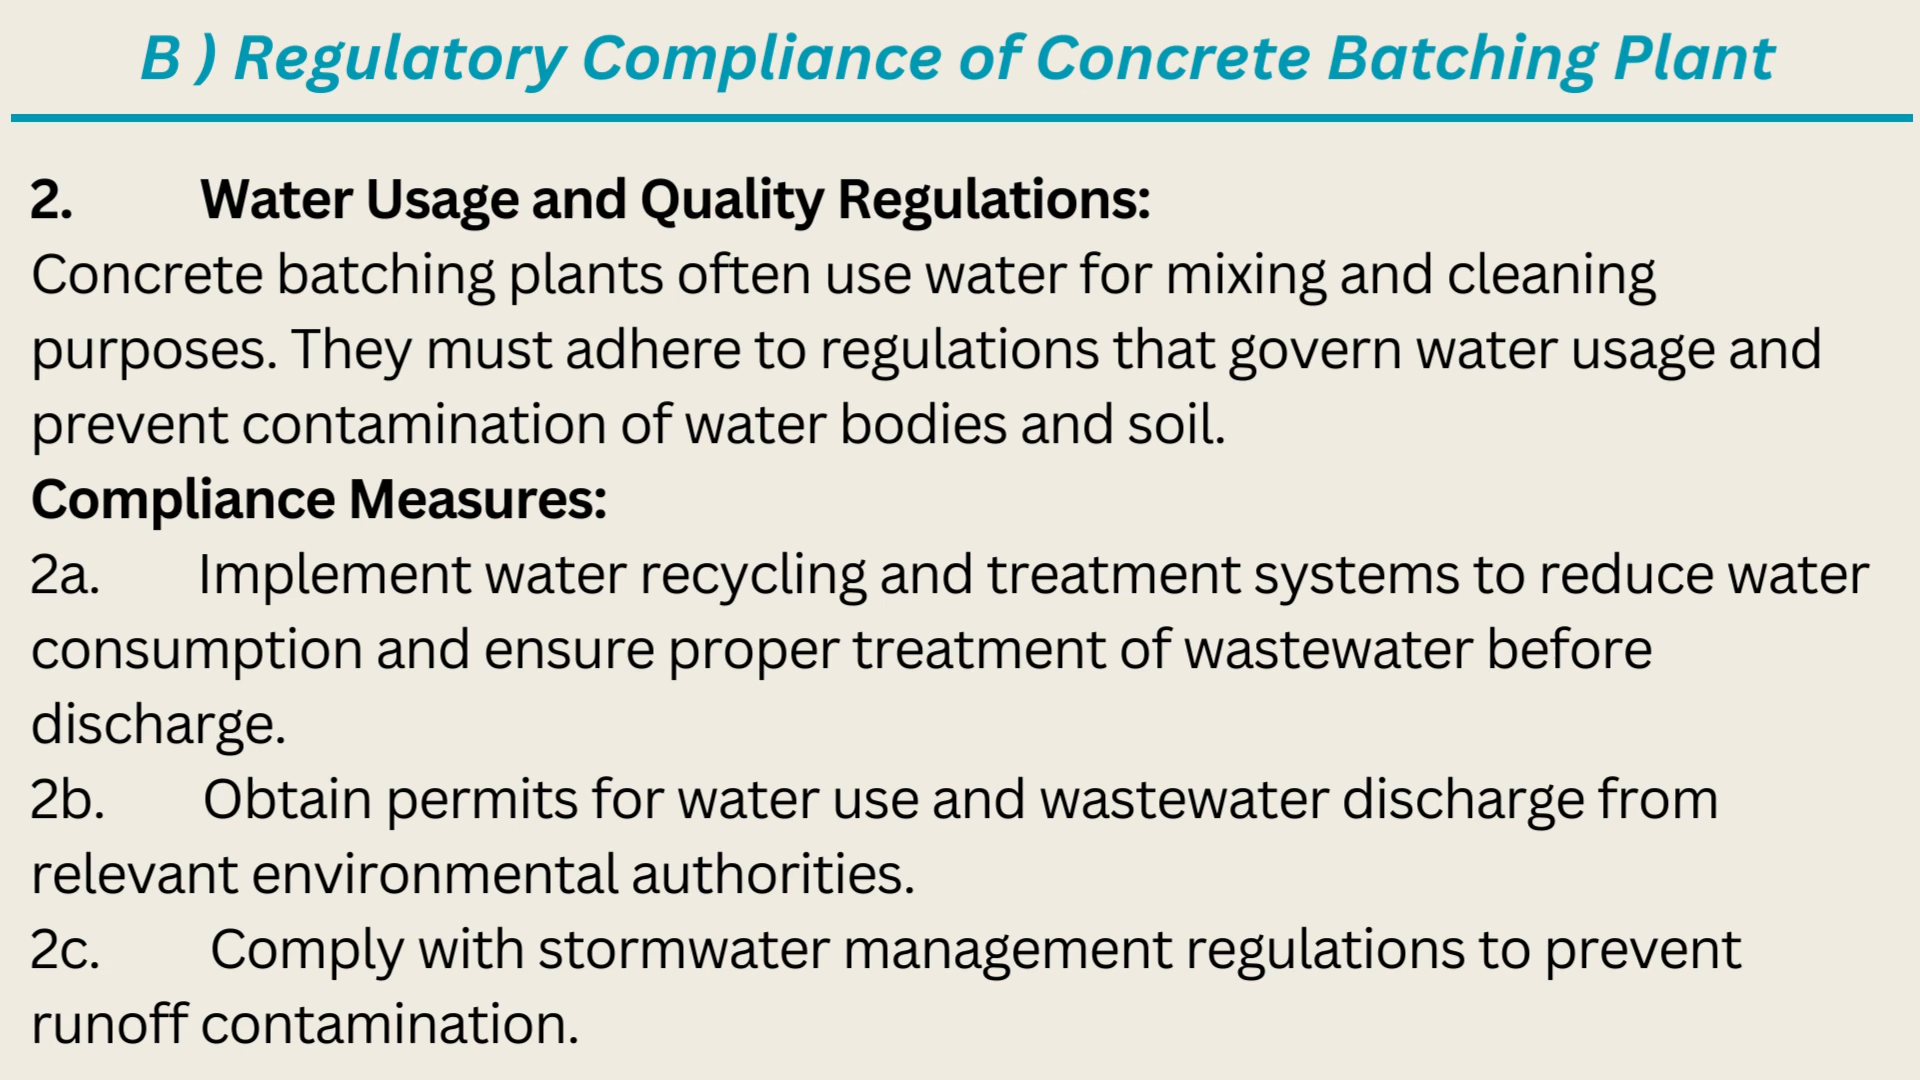 B ) Regulatory Compliance of Concrete Batching Plant
2. Water Usage and Quality Regulations:
Concrete batching plants often use water for mixing and cleaning
purposes. They must adhere to regulations that govern water usage and
prevent contamination of water bodies and soil.
Compliance Measures:
2a. Implement water recycling and treatment systems to reduce water
consumption and ensure proper treatment of wastewater before
discharge.
2b. Obtain permits for water use and wastewater discharge from
relevant environmental authorities.
2c. Comply with stormwater management regulations to prevent
runoff contamination.